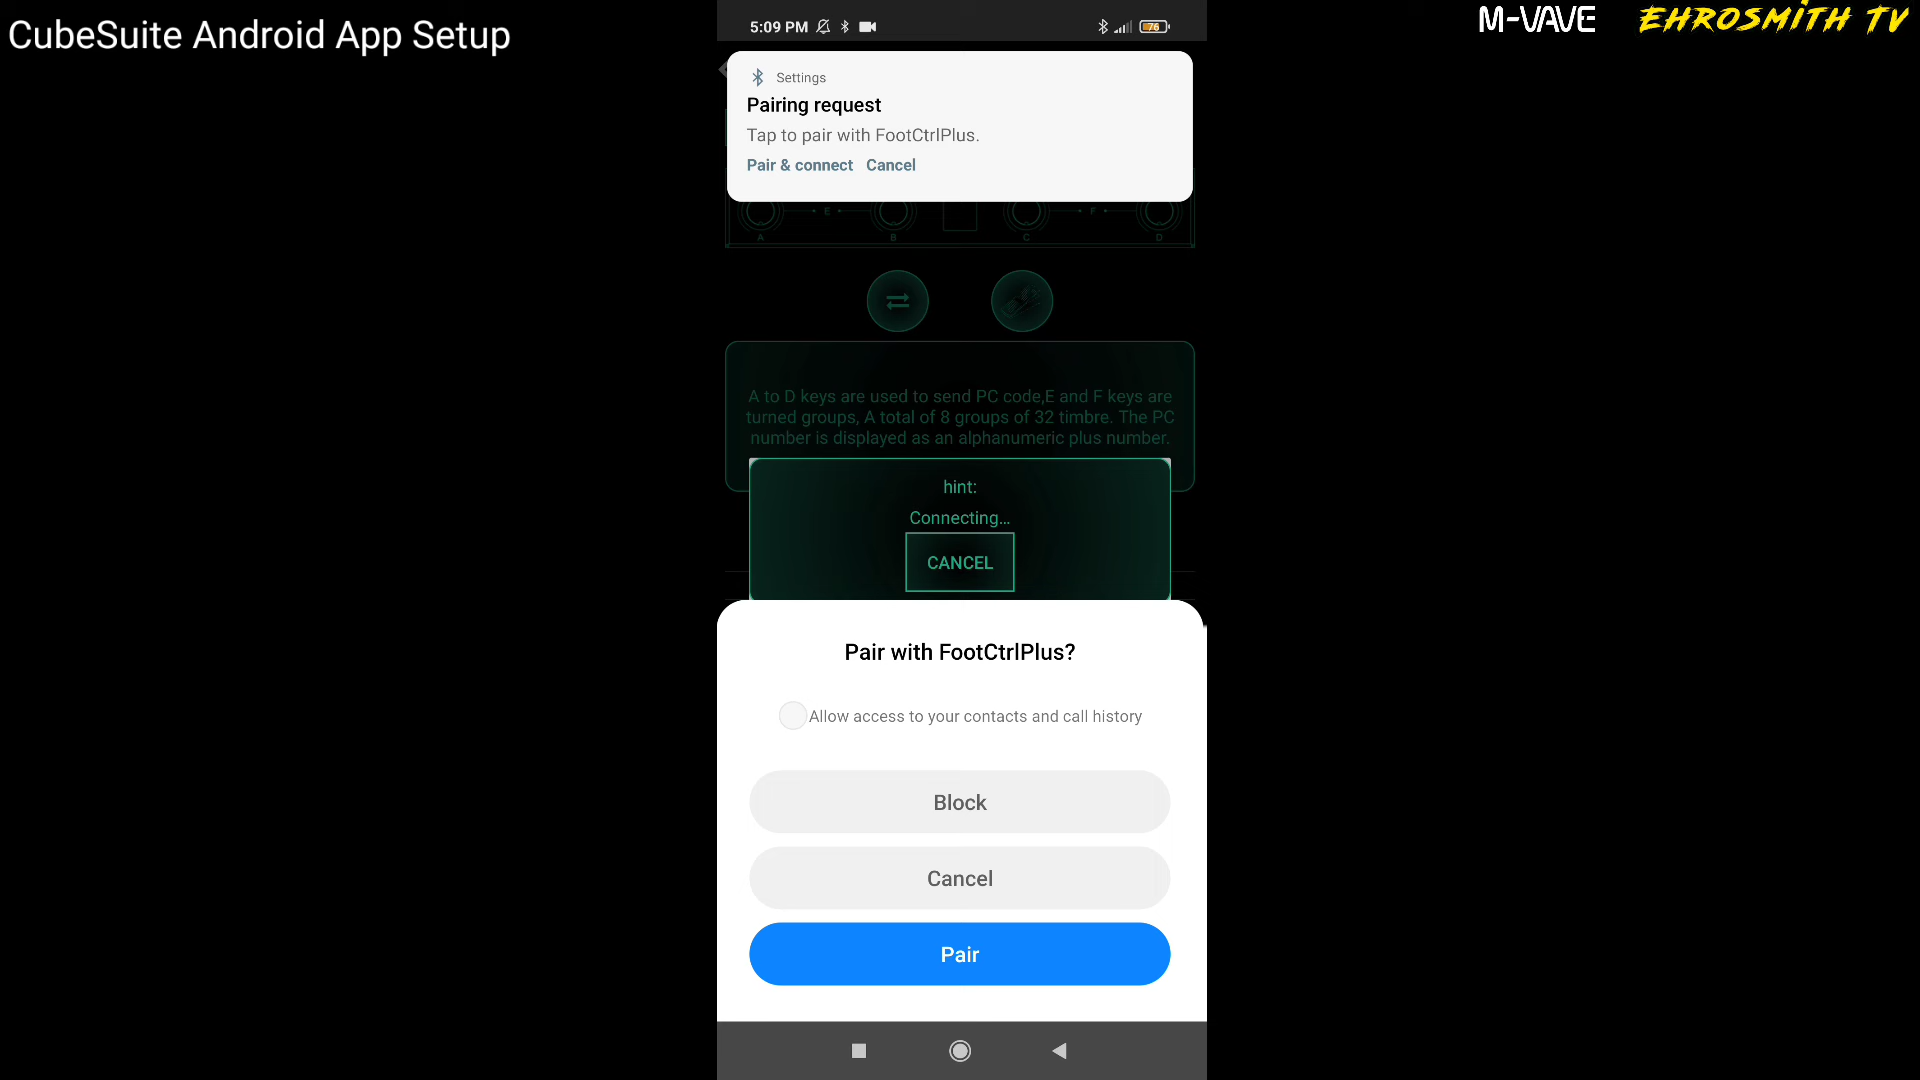 CubeSuite Android App Setup
M-VAVE
EHROSMITH TV
5:09 PM
76
Settings
Pairing request
Tap to pair with FootCtrlPlus.
Pair & connect Cancel
E
F
A
B
C
D
A to D keys are used to send PC code,E and F keys are
turned groups, A total of 8 groups of 32 timbre. The PC
number is displayed as an alphanumeric plus number.
hint:
Connecting...
CANCEL
Pair with FootCtrlPlus?
Allow access to your contacts and call history
Block
Cancel
Pair